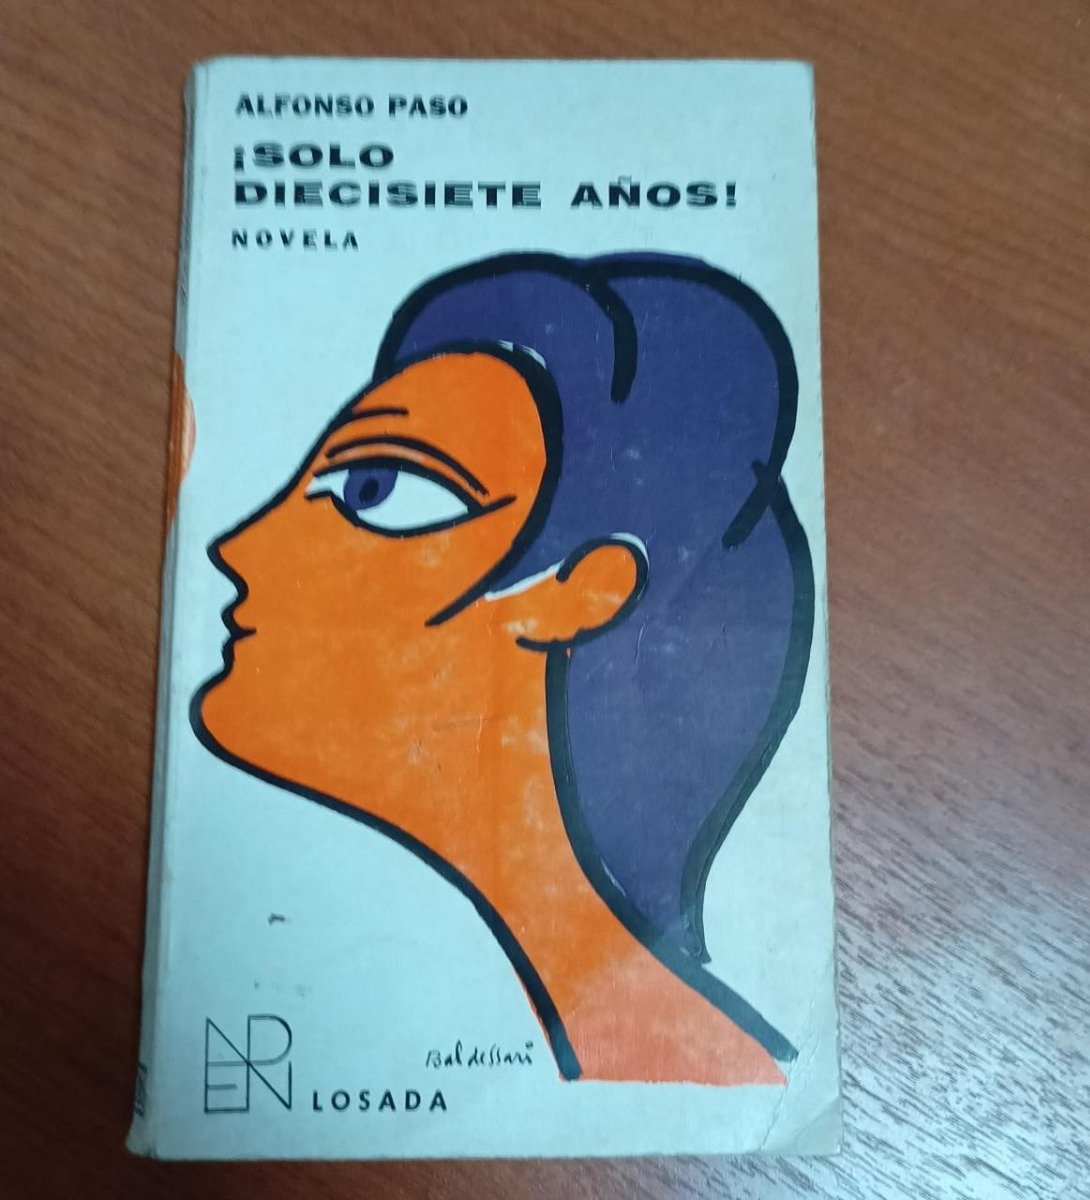 ALFONSO PASO
¡SOLO
DIECISIETE AÑOS!
NOVELA
Baldessari
LOSADA